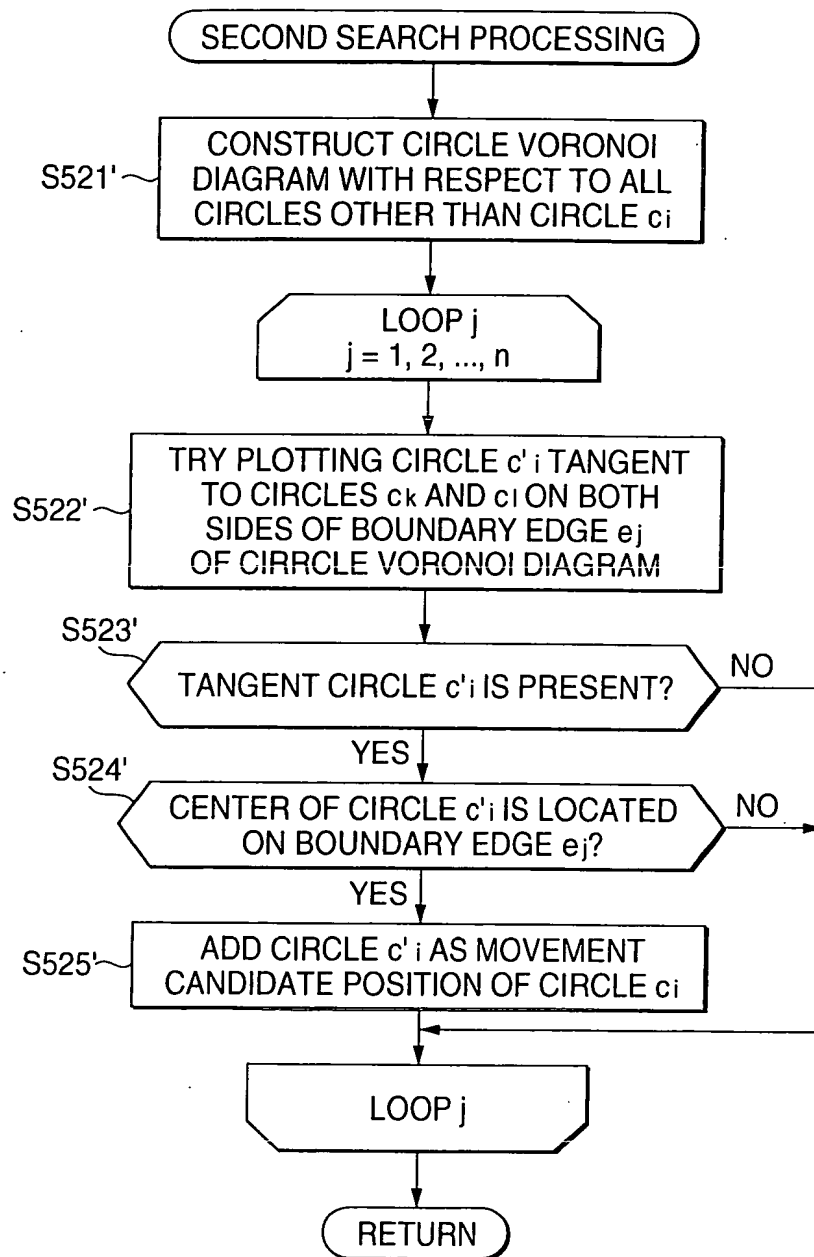 SECOND SEARCH PROCESSING
S521'
CONSTRUCT CIRCLE VORONOI
DIAGRAM WITH RESPECT TO ALL
CIRCLES OTHER THAN CIRCLE ci
LOOP j
j = 1, 2, ..., n
S522'
TRY PLOTTING CIRCLE c'i TANGENT
TO CIRCLES ck AND cl ON BOTH
SIDES OF BOUNDARY EDGE ej
OF CIRRCLE VORONOI DIAGRAM
S523'
TANGENT CIRCLE c'i IS PRESENT?
NO
YES
S524'
CENTER OF CIRCLE c'i IS LOCATED
ON BOUNDARY EDGE ej?
NO
YES
S525'
ADD CIRCLE c'i AS MOVEMENT
CANDIDATE POSITION OF CIRCLE ci
LOOP j
RETURN